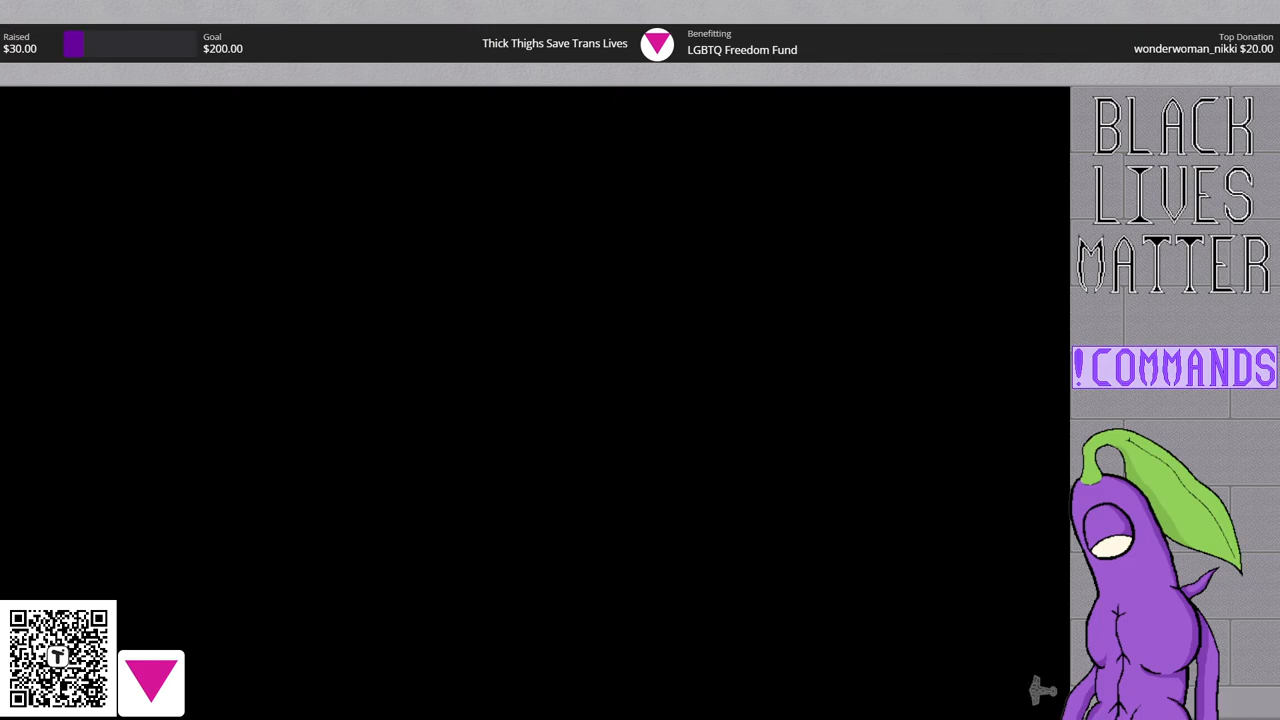 Raised
$30.00
Goal
$200.00
Thick Thighs Save Trans Lives
Benefitting
LGBTQ Freedom Fund
Top Donation
wonderwoman_nikki $20.00
BLACK
LIVES
MATTER
!COMMANDS
T